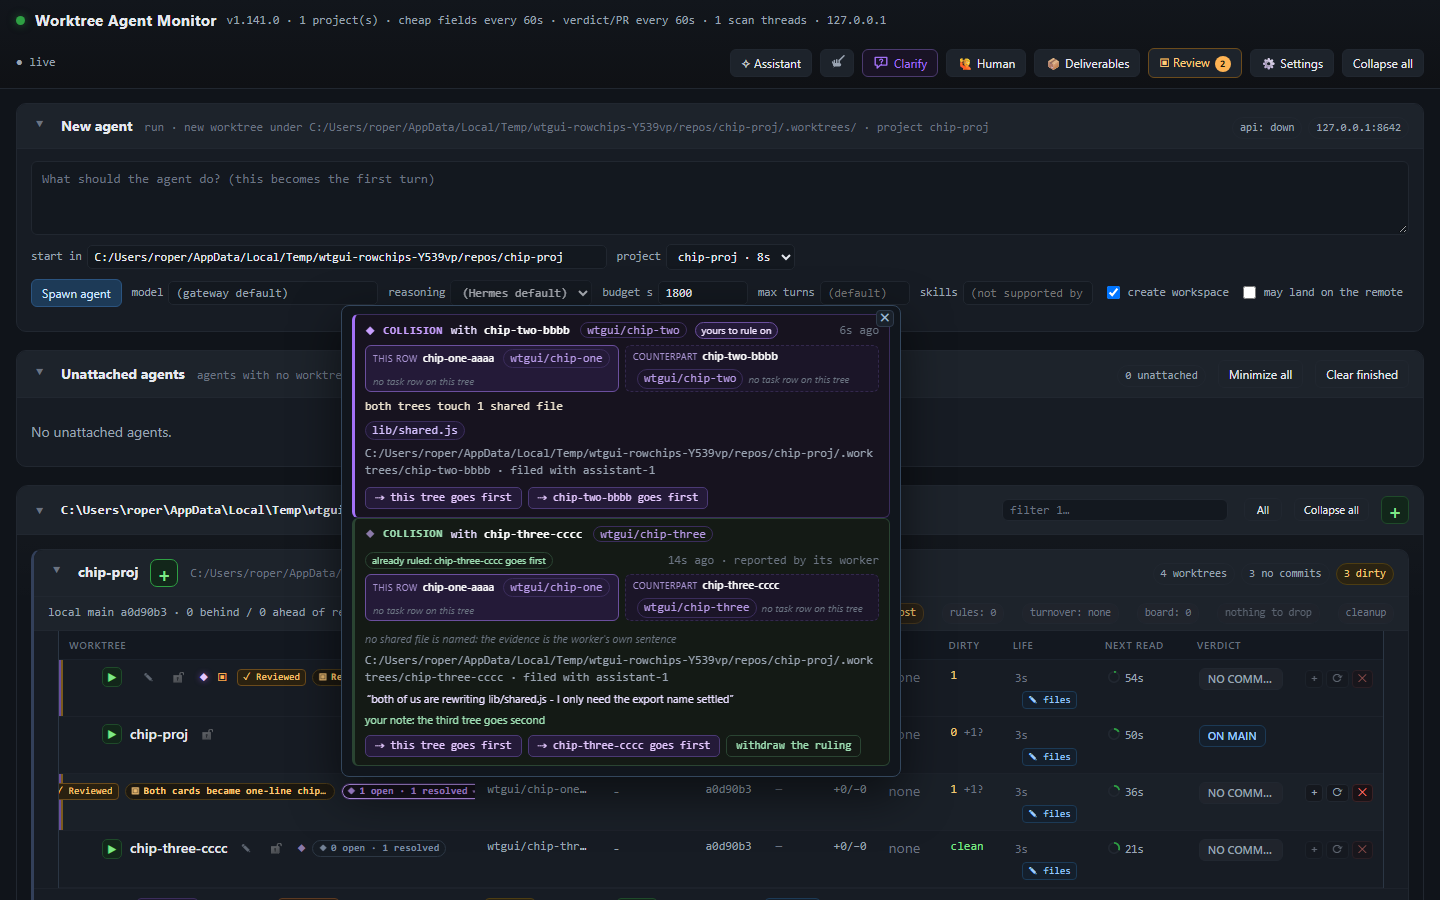 Worktree Agent Monitor v1.141.0 · 1 project(s) · cheap fields every 60s · verdict/PR every 60s · 1 scan threads · 127.0.0.1
live
Assistant
Clarify
Human
Deliverables
Review 2
Settings
Collapse all
New agent run · new worktree under C:/Users/roper/AppData/Local/Temp/wtgui-rowchips-Y539vp/repos/chip-proj/.worktrees/ · project chip-proj
api: down 127.0.0.1:8642
What should the agent do? (this becomes the first turn)
start in C:/Users/roper/AppData/Local/Temp/wtgui-rowchips-Y539vp/repos/chip-proj project chip-proj · 8s
Spawn agent model (gateway default) reasoning (Hermes default) budget s 1800 max turns (default) skills (not supported by create workspace may land on the remote
Unattached agents agents with no worktre
0 unattached Minimize all Clear finished
No unattached agents.
C:\Users\roper\AppData\Local\Temp\wtgui
filter 1… All Collapse all +
chip-proj + C:/Users/roper/AppData/
4 worktrees 3 no commits 3 dirty
local main a0d90b3 · 0 behind / 0 ahead of re
ost rules: 0 turnover: none board: 0 nothing to drop cleanup
WORKTREE DIRTY LIFE NEXT READ VERDICT
✓ Reviewed Re
one 1 3s 54s NO COMM...
files
chip-proj
one 0 +1? 3s 50s ON MAIN
files
✓ Reviewed Both cards became one-line chip… 1 open · 1 resolved · wtgui/chip-one… – a0d90b3 — +0/−0 none 1 +1? 3s 36s NO COMM...
files
chip-three-cccc 0 open · 1 resolved wtgui/chip-thr… – a0d90b3 — +0/−0 none clean 3s 21s NO COMM...
files
COLLISION with chip-two-bbbb wtgui/chip-two yours to rule on 6s ago
THIS ROW chip-one-aaaa wtgui/chip-one
no task row on this tree
COUNTERPART chip-two-bbbb
wtgui/chip-two no task row on this tree
both trees touch 1 shared file
lib/shared.js
C:/Users/roper/AppData/Local/Temp/wtgui-rowchips-Y539vp/repos/chip-proj/.work
trees/chip-two-bbbb · filed with assistant-1
→ this tree goes first → chip-two-bbbb goes first
COLLISION with chip-three-cccc wtgui/chip-three
already ruled: chip-three-cccc goes first 14s ago · reported by its worker
THIS ROW chip-one-aaaa wtgui/chip-one
no task row on this tree
COUNTERPART chip-three-cccc
wtgui/chip-three no task row on this tree
no shared file is named: the evidence is the worker's own sentence
C:/Users/roper/AppData/Local/Temp/wtgui-rowchips-Y539vp/repos/chip-proj/.work
trees/chip-three-cccc · filed with assistant-1
“both of us are rewriting lib/shared.js - I only need the export name settled”
your note: the third tree goes second
→ this tree goes first → chip-three-cccc goes first withdraw the ruling